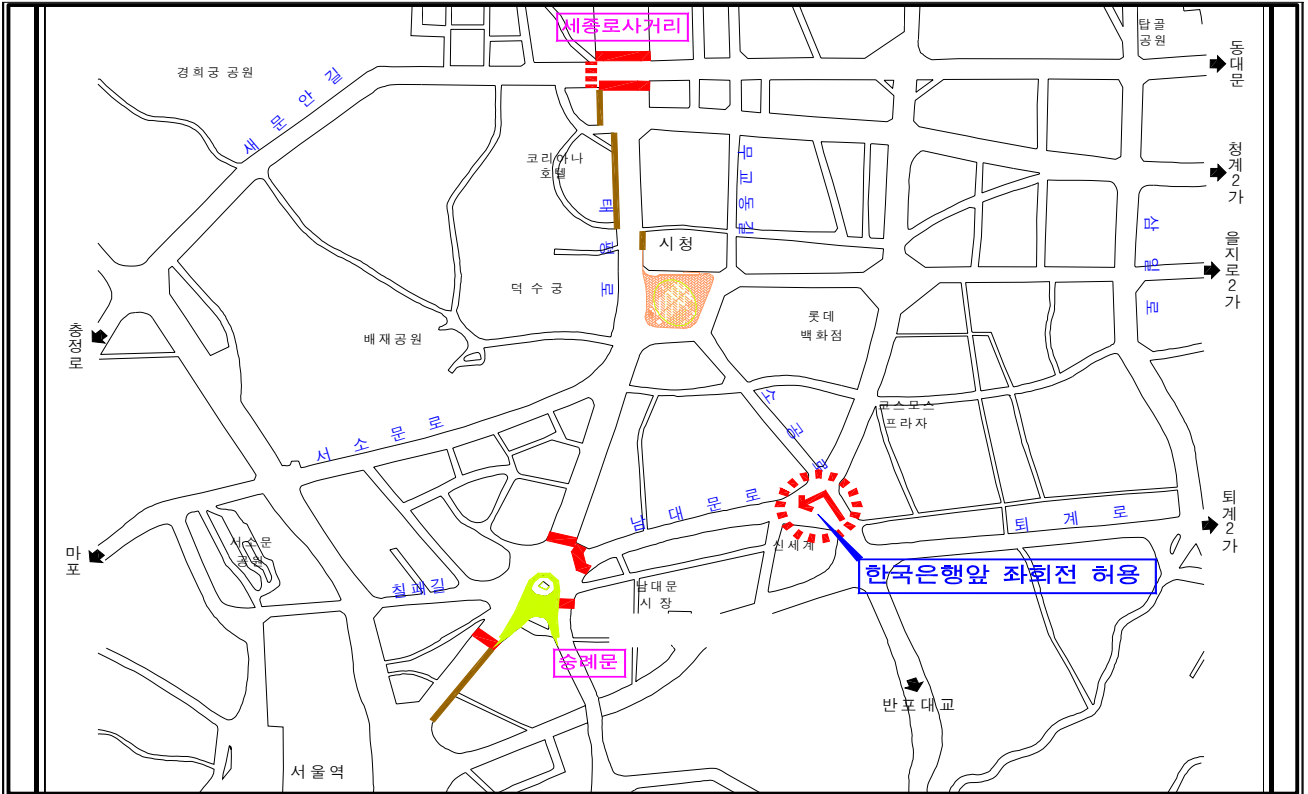 세종로사거리
탑골
공원
동대문
경희궁 공원
새문안길
코리아나
호텔
무교동길
청계2가
태평로
시청
삼일로
을지로2가
덕수궁
롯데
백화점
충정로
배재공원
소공로
코스모스
프라자
서소문로
남대문로
퇴계로
퇴계2가
서소문
공원
마포
신세계
한국은행앞 좌회전 허용
칠패길
남대문
시장
숭례문
반포대교
서울역